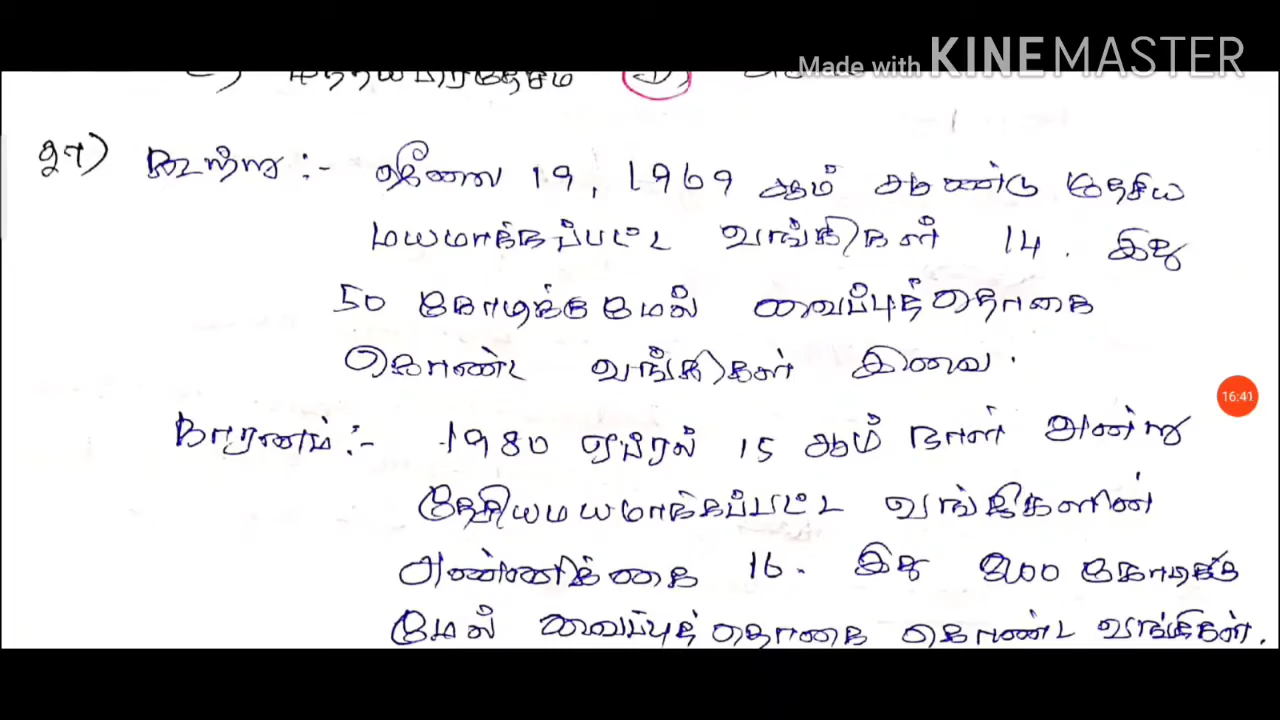 Made with KINEMASTER
27) கூற்று :- ஜூலை 19, 1969 ஆம் ஆண்டு தேசிய
மயமாக்கப்பட்ட வங்கிகள் 14. இது
50 கோடிக்கு மேல் வைப்புத்தொகை
கொண்ட வங்கிகள் இவை.
16:41
காரணம் :- 1980 ஏப்ரல் 15 ஆம் நாள் அன்று
தேசியமயமாக்கப்பட்ட வங்கிகளின்
எண்ணிக்கை 16. இது 200 கோடிக்கு
மேல் வைப்புத் தொகை கொண்ட வங்கிகள்.